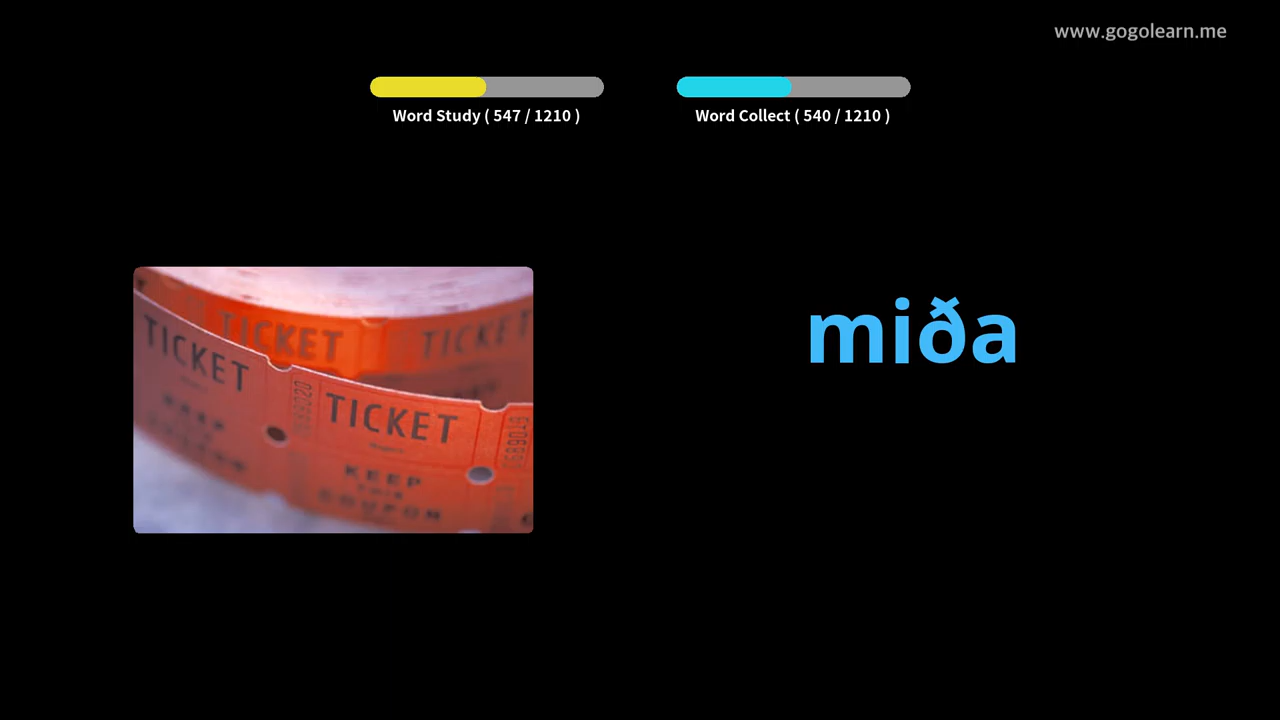 www.gogolearn.me
Word Study ( 547 / 1210 )
Word Collect ( 540 / 1210 )
miða
TICKET
TICKET
TICKET
TICKET
KEEP